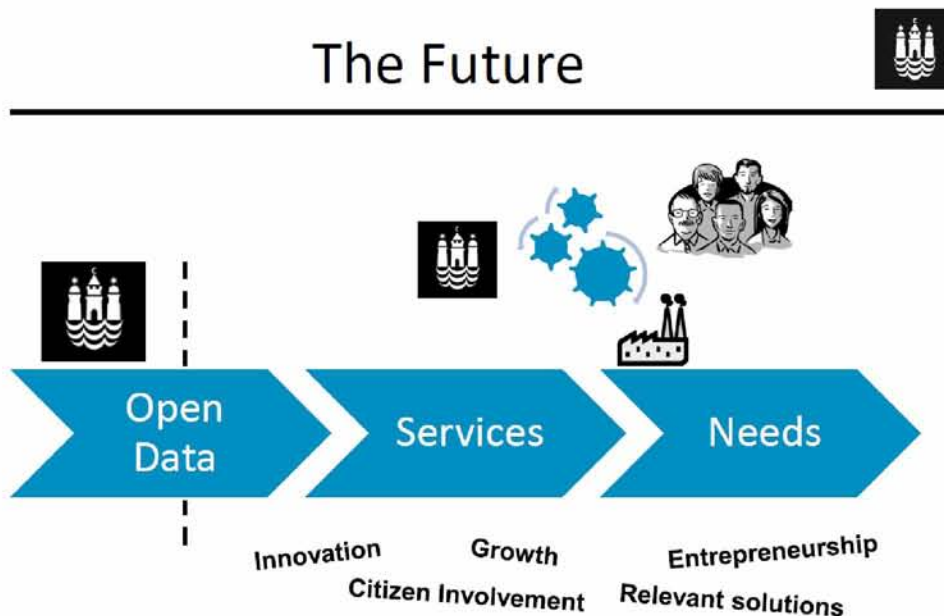 The Future
Open
Data
Services
Needs
Innovation
Growth
Entrepreneurship
Citizen Involvement
Relevant solutions